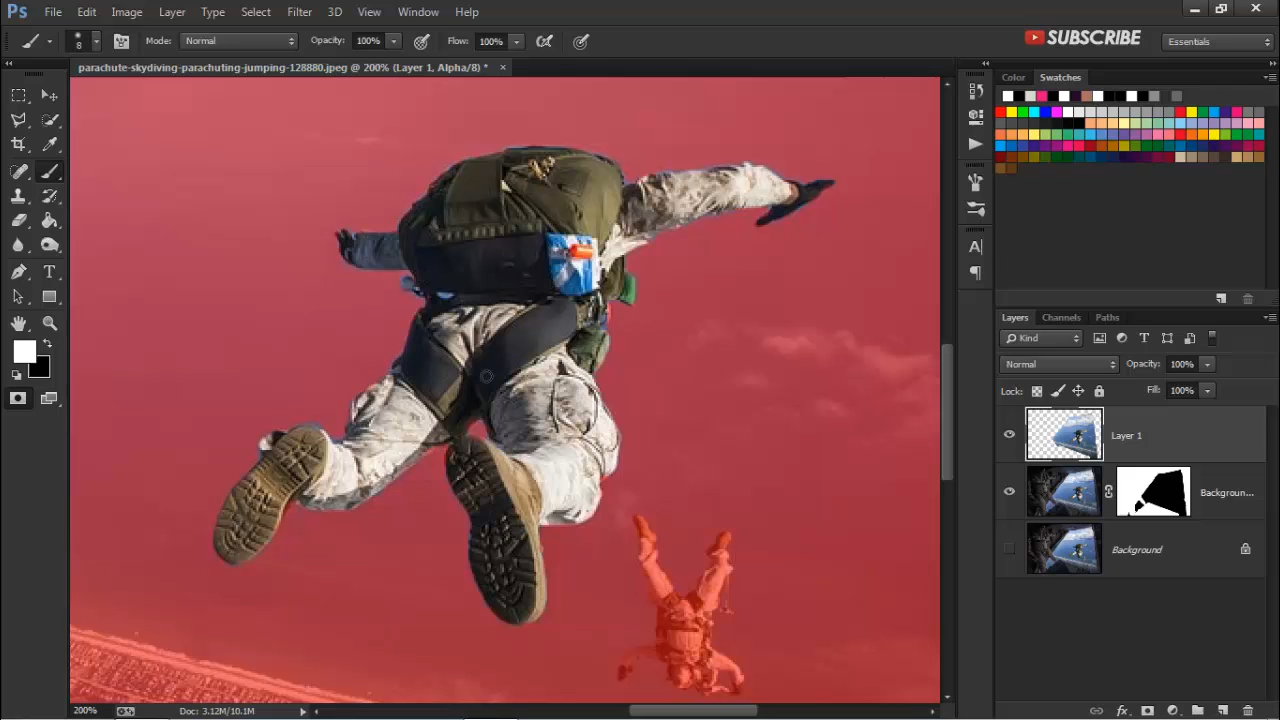 Ps File Edit Image Layer Type Select Filter 3D View Window Help
8 Mode: Normal Opacity: 100% Flow: 100% SUBSCRIBE Essentials
parachute-skydiving-parachuting-jumping-128880.jpeg @ 200% (Layer 1, Alpha/8) * ×
Color Swatches
Layers Channels Paths
Kind
Normal Opacity: 100%
Lock: Fill: 100%
Layer 1
Backgroun...
Background
200% Doc: 3.12M/10.1M